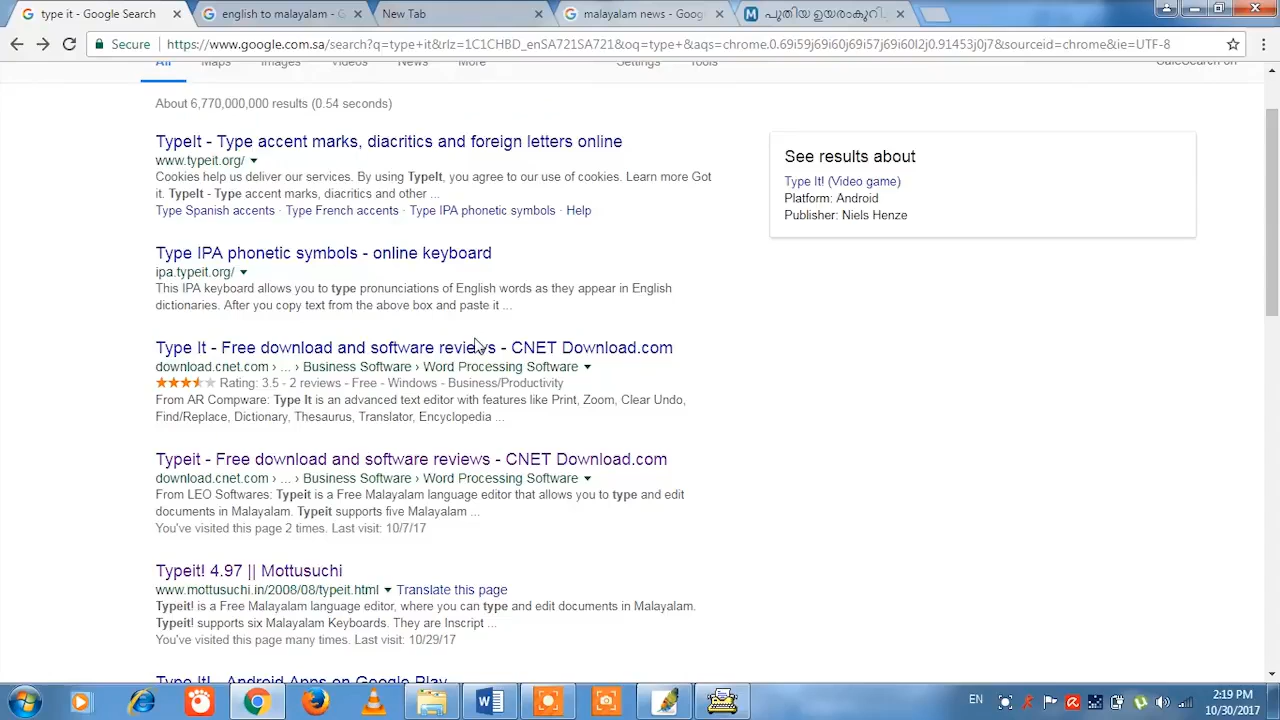 type it - Google Search
english to malayalam - G
New Tab
malayalam news - Goog
പുതിയ ഉയരാകുറി
Secure
https://www.google.com.sa/search?q=type+it&rlz=1C1CHBD_enSA721SA721&oq=type+&aqs=chrome.0.69i59j69i60j69i57j69i60l2j0.91453j0j7&sourceid=chrome&ie=UTF-8
All Maps Images Videos News More Settings Tools SafeSearch on
About 6,770,000,000 results (0.54 seconds)
TypeIt - Type accent marks, diacritics and foreign letters online
www.typeit.org/
Cookies help us deliver our services. By using TypeIt, you agree to our use of cookies. Learn more Got
it. TypeIt - Type accent marks, diacritics and other ...
Type Spanish accents · Type French accents · Type IPA phonetic symbols · Help
See results about
Type It! (Video game)
Platform: Android
Publisher: Niels Henze
Type IPA phonetic symbols - online keyboard
ipa.typeit.org/
This IPA keyboard allows you to type pronunciations of English words as they appear in English
dictionaries. After you copy text from the above box and paste it ...
Type It - Free download and software reviews - CNET Download.com
download.cnet.com › ... › Business Software › Word Processing Software
Rating: 3.5 - 2 reviews - Free - Windows - Business/Productivity
From AR Compware: Type It is an advanced text editor with features like Print, Zoom, Clear Undo,
Find/Replace, Dictionary, Thesaurus, Translator, Encyclopedia ...
Typeit - Free download and software reviews - CNET Download.com
download.cnet.com › ... › Business Software › Word Processing Software
From LEO Softwares: Typeit is a Free Malayalam language editor that allows you to type and edit
documents in Malayalam. Typeit supports five Malayalam ...
You've visited this page 2 times. Last visit: 10/7/17
Typeit! 4.97 || Mottusuchi
www.mottusuchi.in/2008/08/typeit.html Translate this page
Typeit! is a Free Malayalam language editor, where you can type and edit documents in Malayalam.
Typeit! supports six Malayalam Keyboards. They are Inscript ...
You've visited this page many times. Last visit: 10/29/17
Type It! - Android Apps on Google Play
EN
2:19 PM
10/30/2017